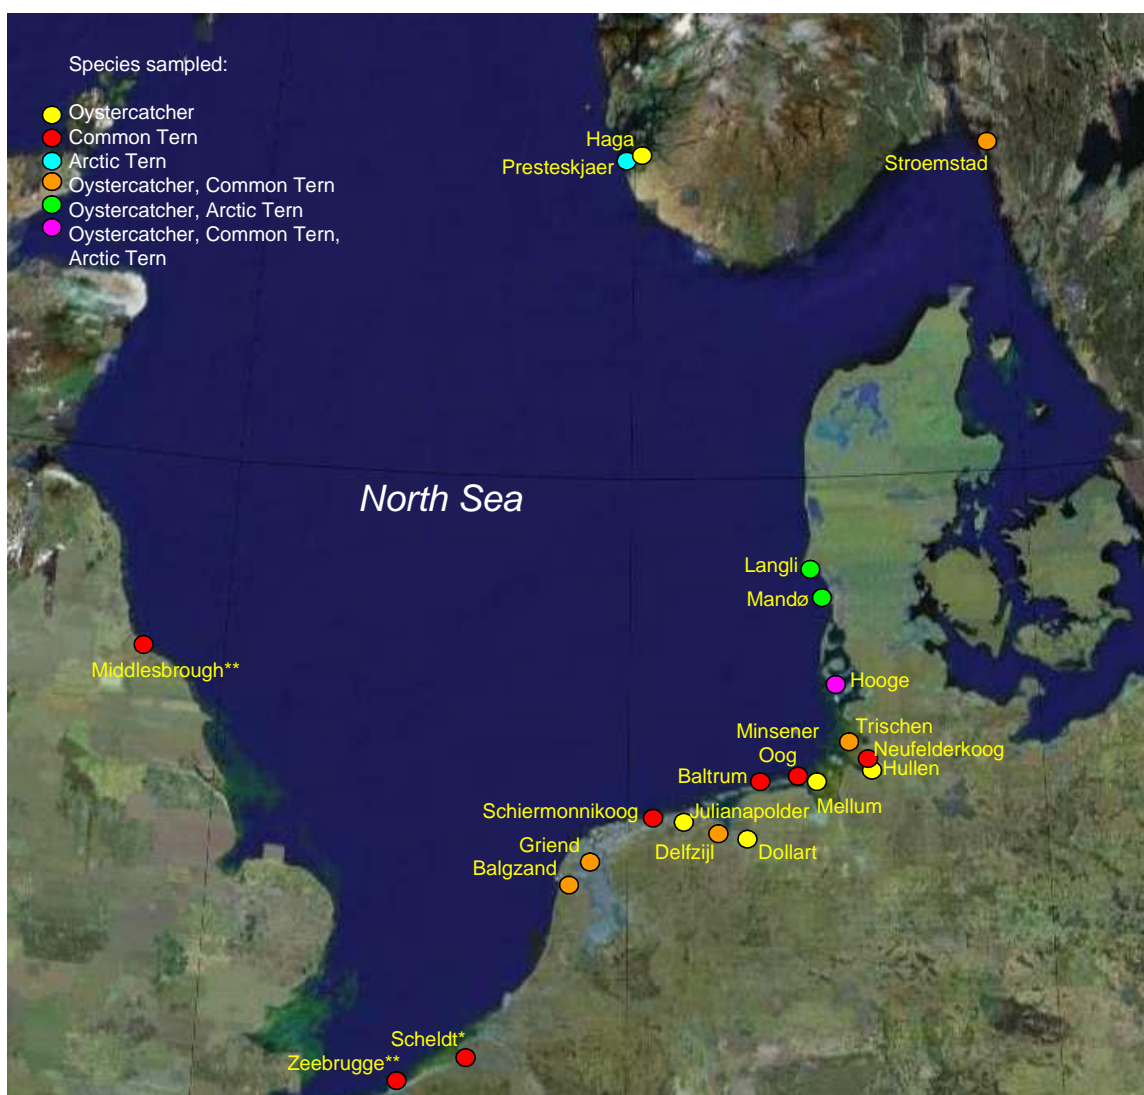 Species sampled:
Oystercatcher
Common Tern
Arctic Tern
Oystercatcher, Common Tern
Oystercatcher, Arctic Tern
Oystercatcher, Common Tern,
Arctic Tern
Haga
Presteskjaer
Stroemstad
North Sea
Langli
Mandø
Middlesbrough**
Hooge
Trischen
Minsener
Oog
Neufelderkoog
Hullen
Baltrum
Mellum
Schiermonnikoog
Julianapolder
Griend
Delfzijl
Dollart
Balgzand
Scheldt*
Zeebrugge**